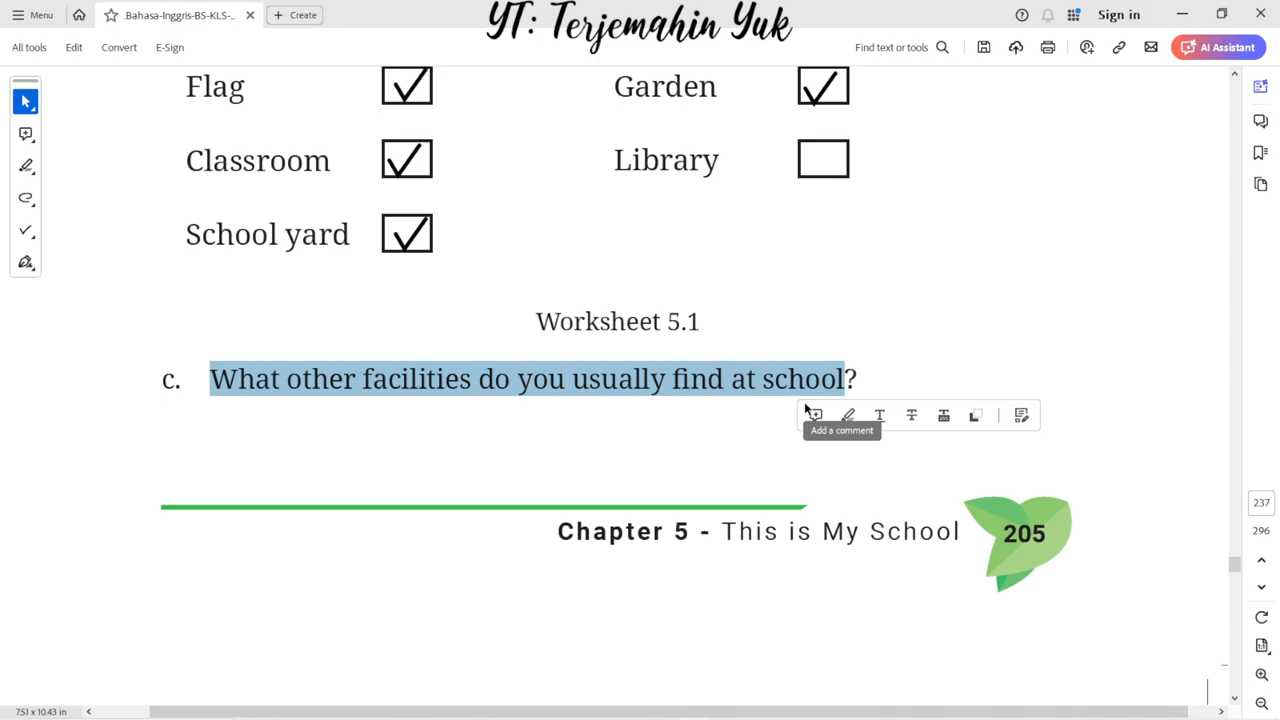 Menu
.Bahasa-Inggris-BS-KLS-...
Create
YT: Terjemahin Yuk
Sign in
All tools
Edit
Convert
E-Sign
Find text or tools
AI Assistant
Flag
Garden
Classroom
Library
School yard
Worksheet 5.1
c. What other facilities do you usually find at school?
Add a comment
Chapter 5 - This is My School
205
237
296
7.51 x 10.43 in